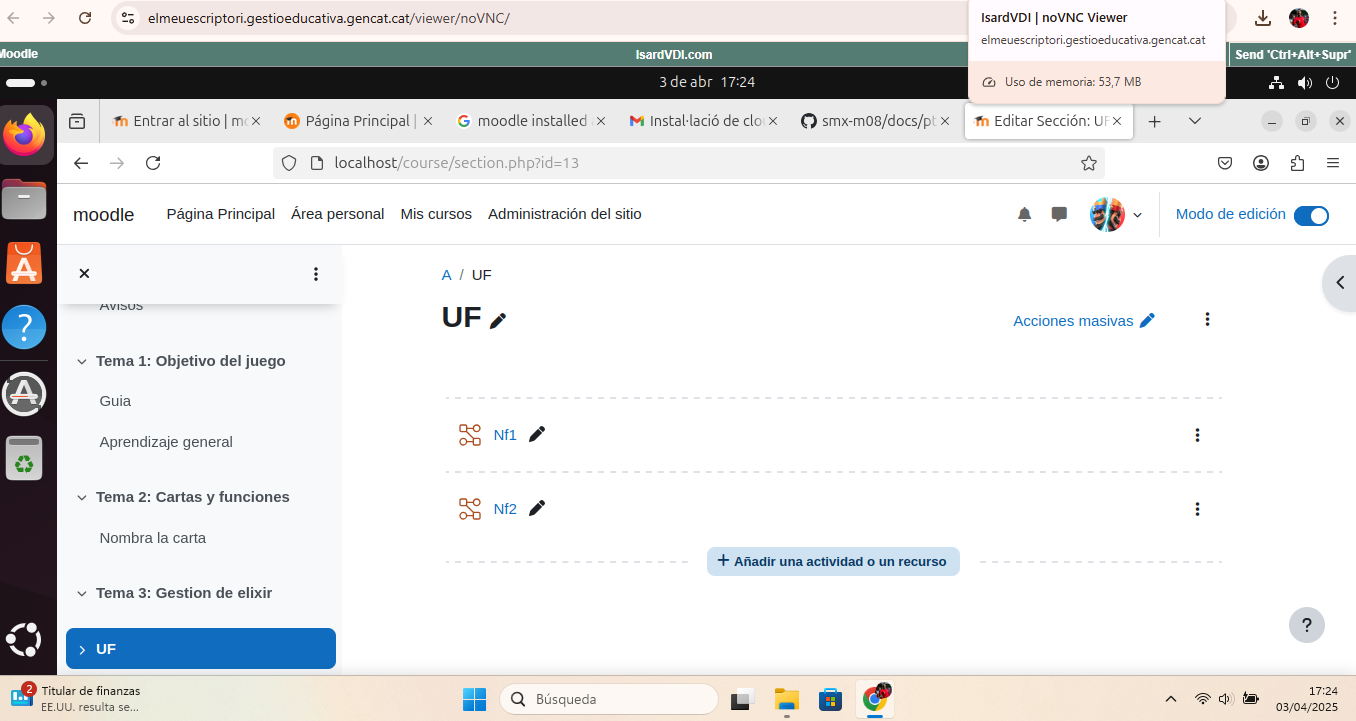 elmeuescriptori.gestioeducativa.gencat.cat/viewer/noVNC/
IsardVDI | noVNC Viewer
elmeuescriptori.gestioeducativa.gencat.cat
Uso de memoria: 53,7 MB
Moodle
IsardVDI.com
Send 'Ctrl+Alt+Supr'
3 de abr 17:24
Entrar al sitio | mo
Página Principal |
moodle installed
Instal·lació de clou
smx-m08/docs/pt
Editar Sección: UF
localhost/course/section.php?id=13
moodle
Página Principal
Área personal
Mis cursos
Administración del sitio
Modo de edición
Avisos
Tema 1: Objetivo del juego
Guia
Aprendizaje general
Tema 2: Cartas y funciones
Nombra la carta
Tema 3: Gestion de elixir
UF
A / UF
UF
Acciones masivas
Nf1
Nf2
+ Añadir una actividad o un recurso
?
2
Titular de finanzas
EE.UU. resulta se...
Búsqueda
17:24
03/04/2025